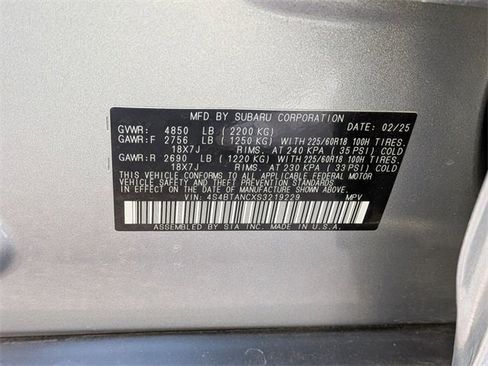 MFD BY SUBARU CORPORATION
GVWR: 4850 LB ( 2200 KG) DATE: 02/25
GAWR:F 2756 LB ( 1250 KG) WITH 225/60R18 100H TIRES,
18X7J RIMS, AT 240 KPA ( 35 PSI) COLD
GAWR:R 2690 LB ( 1220 KG) WITH 225/60R18 100H TIRES,
18X7J RIMS, AT 230 KPA ( 33 PSI) COLD
THIS VEHICLE CONFORMS TO ALL APPLICABLE FEDERAL MOTOR
VEHICLE SAFETY AND THEFT PREVENTION STANDARDS IN EFFECT
ON THE DATE OF MANUFACTURE SHOWN ABOVE.
VIN: 4S4BTANCXS3219229 MPV
ASSEMBLED BY SIA INC. MADE IN U.S.A.